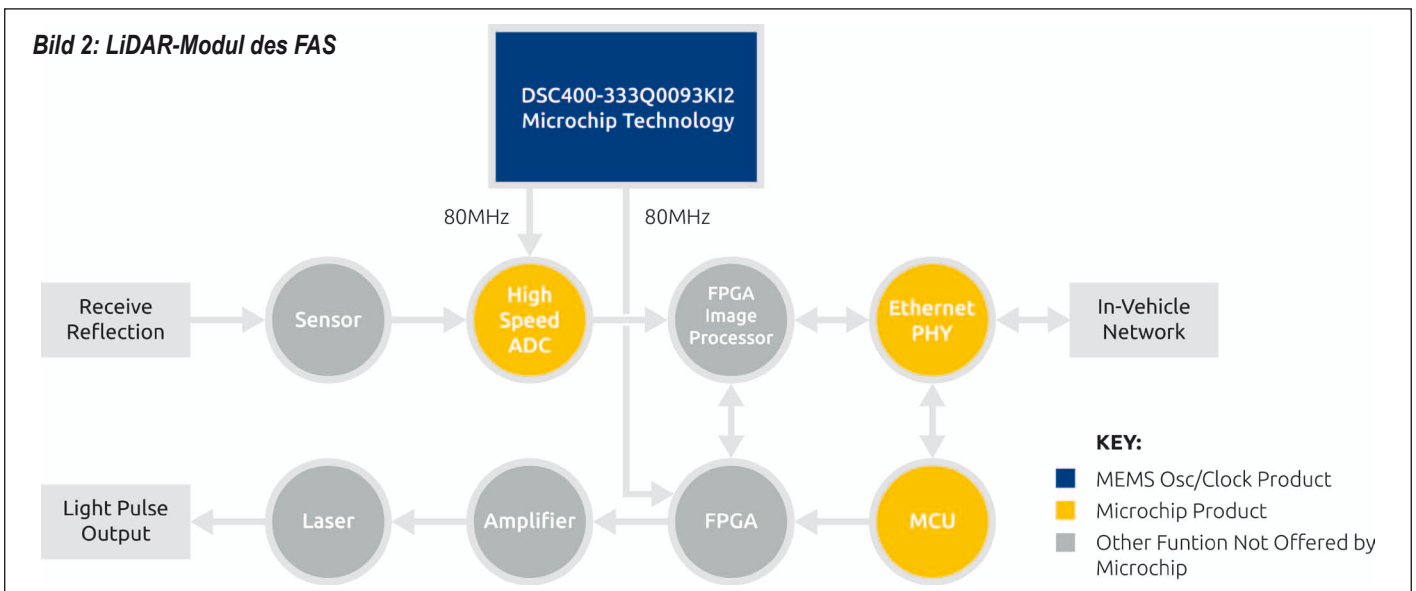 Bild 2: LiDAR-Modul des FAS
DSC400-333Q0093KI2
Microchip Technology
80MHz
80MHz
Receive
Reflection
Sensor
High
Speed
ADC
FPGA
Image
Processor
Ethernet
PHY
In-Vehicle
Network
Light Pulse
Output
Laser
Amplifier
FPGA
MCU
KEY:
MEMS Osc/Clock Product
Microchip Product
Other Funtion Not Offered by
Microchip